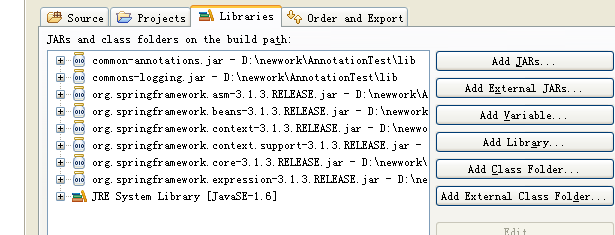 Source Projects Libraries Order and Export
JARs and class folders on the build path:
common-annotations.jar - D:\newwork\AnnotationTest\lib
commons-logging.jar - D:\newwork\AnnotationTest\lib
org.springframework.asm-3.1.3.RELEASE.jar - D:\newwork\A
org.springframework.beans-3.1.3.RELEASE.jar - D:\newwork
org.springframework.context-3.1.3.RELEASE.jar - D:\newwo
org.springframework.context.support-3.1.3.RELEASE.jar -
org.springframework.core-3.1.3.RELEASE.jar - D:\newwork\
org.springframework.expression-3.1.3.RELEASE.jar - D:\ne
JRE System Library [JavaSE-1.6]
Add JARs...
Add External JARs...
Add Variable...
Add Library...
Add Class Folder...
Add External Class Folder...
Edit